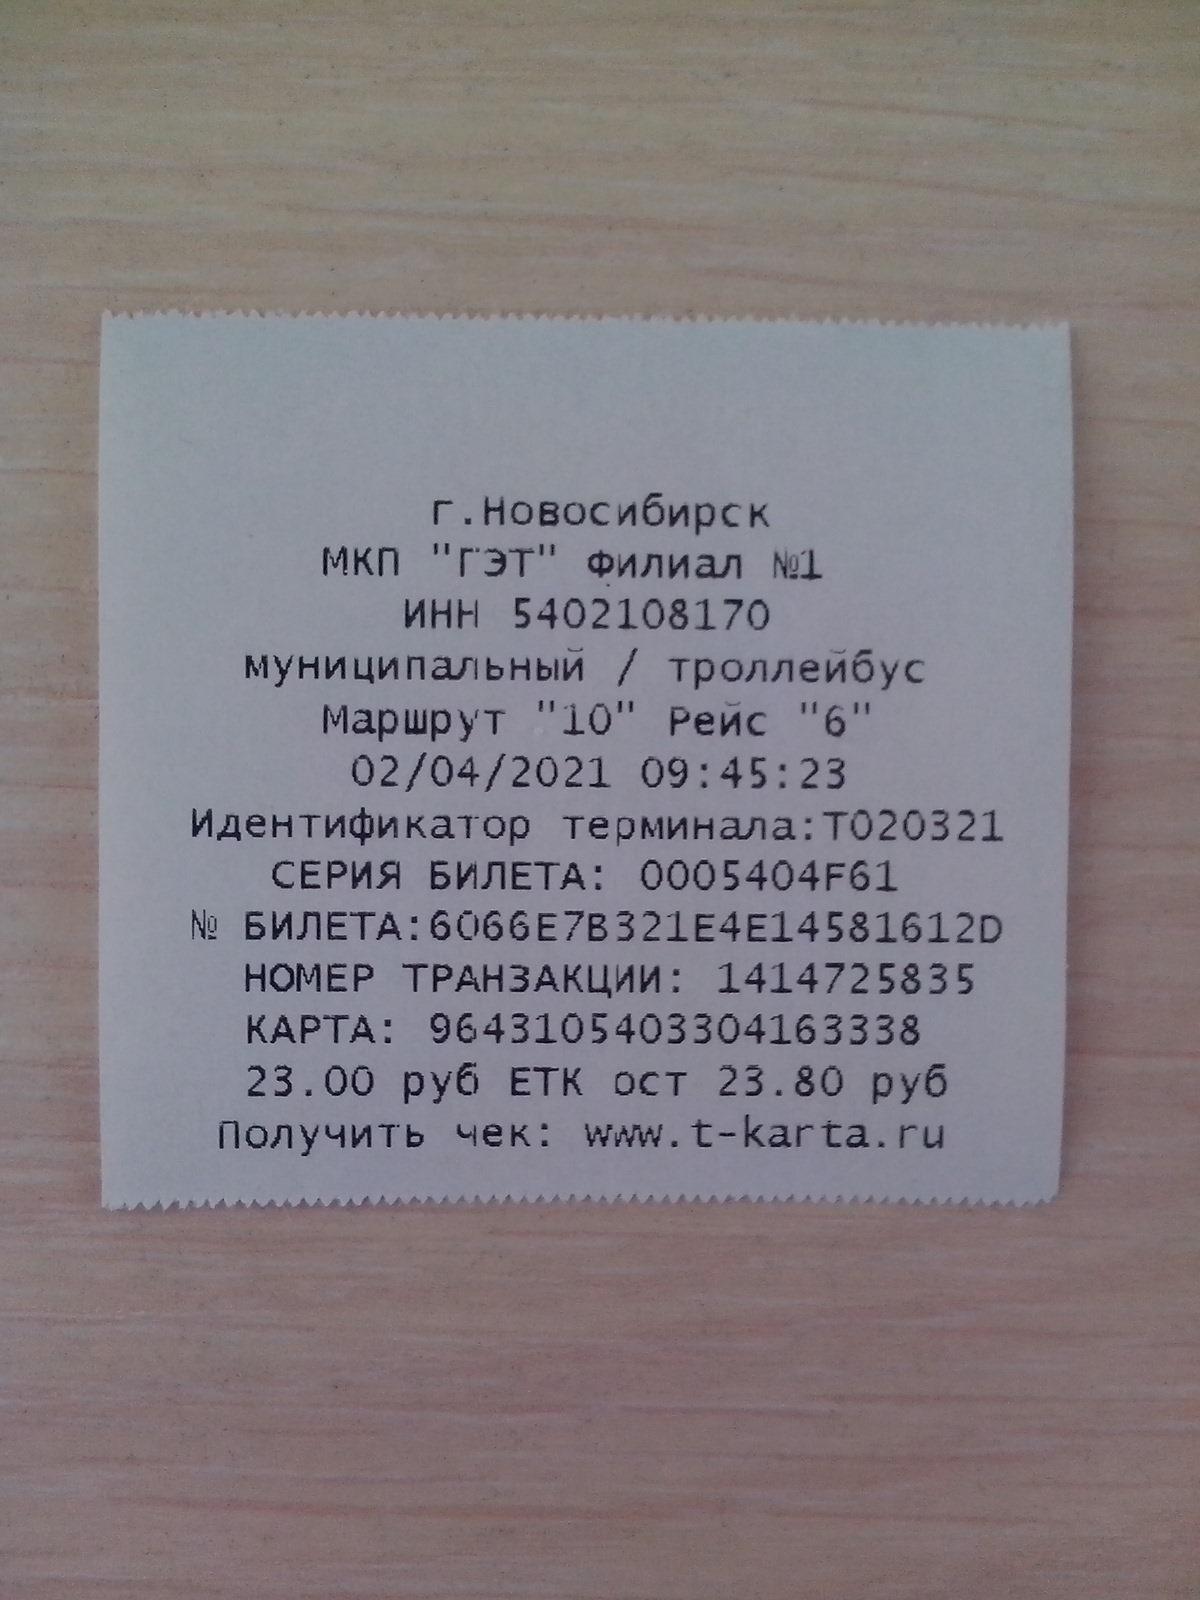 г.Новосибирск
МКП "ГЭТ" Филиал №1
ИНН 5402108170
муниципальный / троллейбус
Маршрут "10" Рейс "6"
02/04/2021 09:45:23
Идентификатор терминала:T020321
СЕРИЯ БИЛЕТА: 0005404F61
№ БИЛЕТА:6066E7B321E4E14581612D
НОМЕР ТРАНЗАКЦИИ: 1414725835
КАРТА: 9643105403304163338
23.00 руб ЕТК ост 23.80 руб
Получить чек: www.t-karta.ru